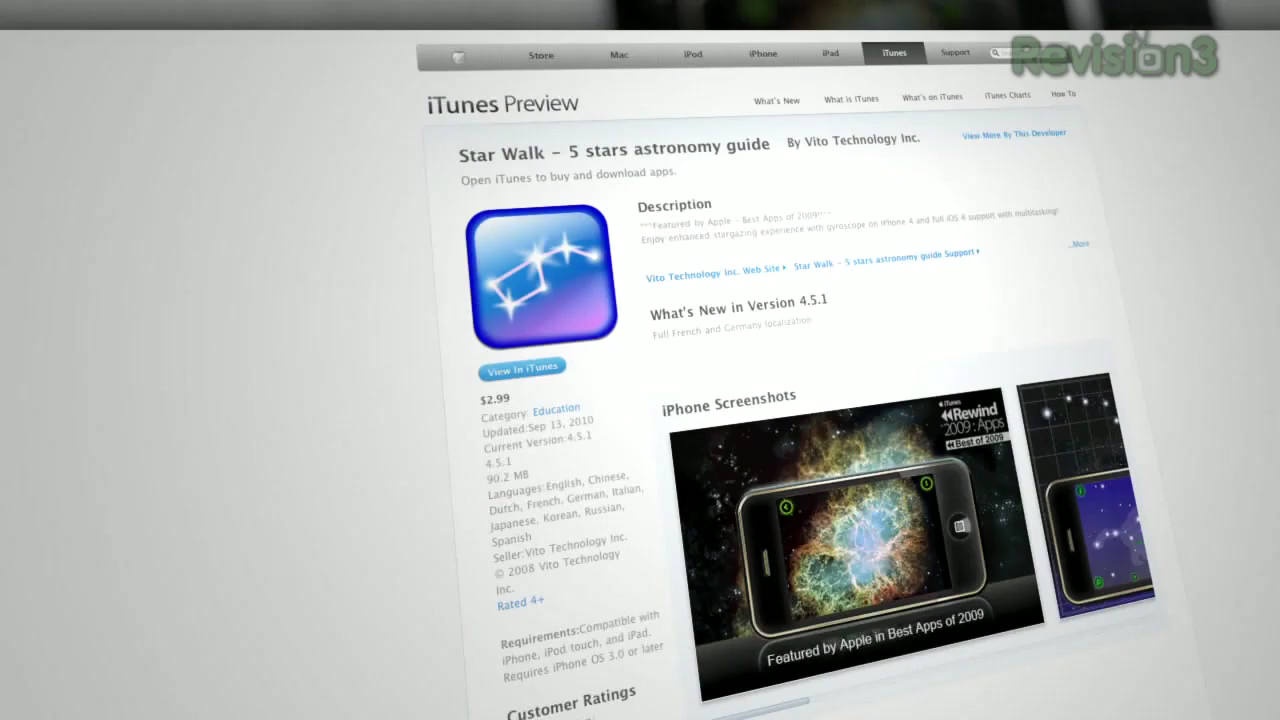 Revision3
Store Mac iPod iPhone iPad iTunes Support
iTunes Preview
What's New What is iTunes What's on iTunes iTunes Charts How To
Star Walk - 5 stars astronomy guide By Vito Technology Inc.
View More By This Developer
Open iTunes to buy and download apps.
Description
***Featured by Apple - Best Apps of 2009!***
Enjoy enhanced stargazing experience with gyroscope on iPhone 4 and full iOS 4 support with multitasking!
...More
Vito Technology Inc. Web Site Star Walk - 5 stars astronomy guide Support
What's New in Version 4.5.1
Full French and Germany localization
View In iTunes
$2.99
Category: Education
Updated:Sep 13, 2010
Current Version:4.5.1
4.5.1
90.2 MB
Languages:English, Chinese,
Dutch, French, German, Italian,
Japanese, Korean, Russian,
Spanish
Seller:Vito Technology Inc.
© 2008 Vito Technology
Inc.
Rated 4+
Requirements:Compatible with
iPhone, iPod touch, and iPad.
Requires iPhone OS 3.0 or later
Customer Ratings
iPhone Screenshots
iTunes
Rewind
2009:Apps
Best of 2009
Featured by Apple in Best Apps of 2009